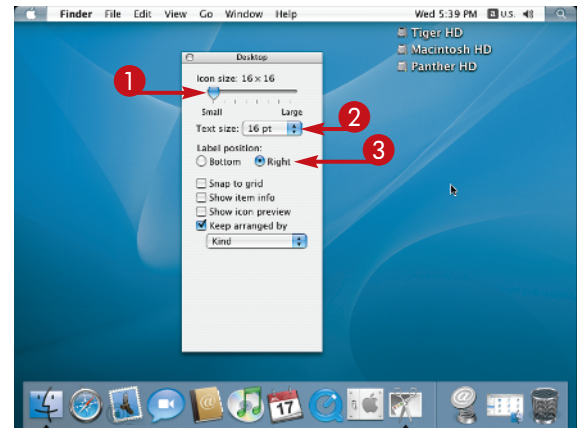 Finder File Edit View Go Window Help Wed 5:39 PM a U.S.
Tiger HD
Macintosh HD
Panther HD
Desktop
Icon size: 16 × 16
1
Small Large
Text size: 16 pt
2
Label position:
Bottom Right
3
Snap to grid
Show item info
Show icon preview
Keep arranged by
Kind
@
17
@